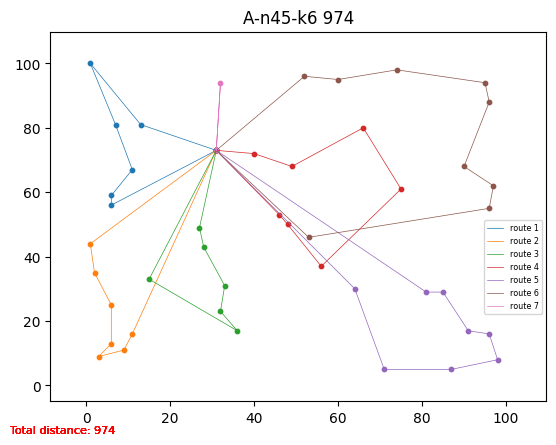 A-n45-k6 974
100
80
60
40
20
0
0 20 40 60 80 100
route 1
route 2
route 3
route 4
route 5
route 6
route 7
Total distance: 974